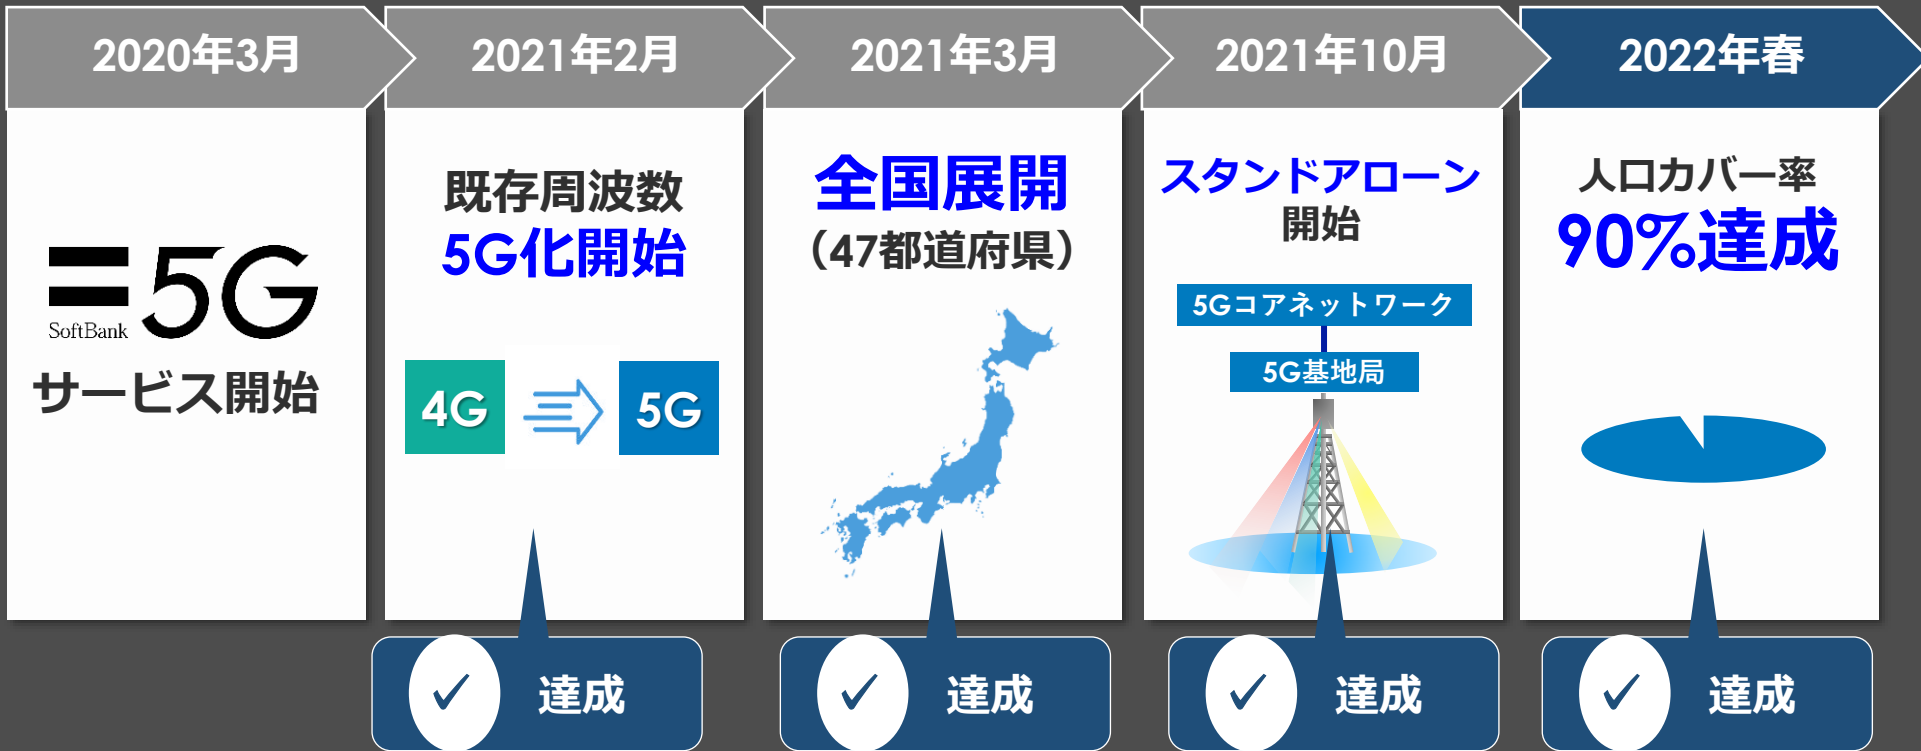 2020年3月
2021年2月
2021年3月
2021年10月
2022年春
SoftBank
5G
サービス開始
既存周波数
5G化開始
4G
5G
全国展開
（47都道府県）
スタンドアローン
開始
5Gコアネットワーク
5G基地局
人口カバー率
90%達成
達成
達成
達成
達成